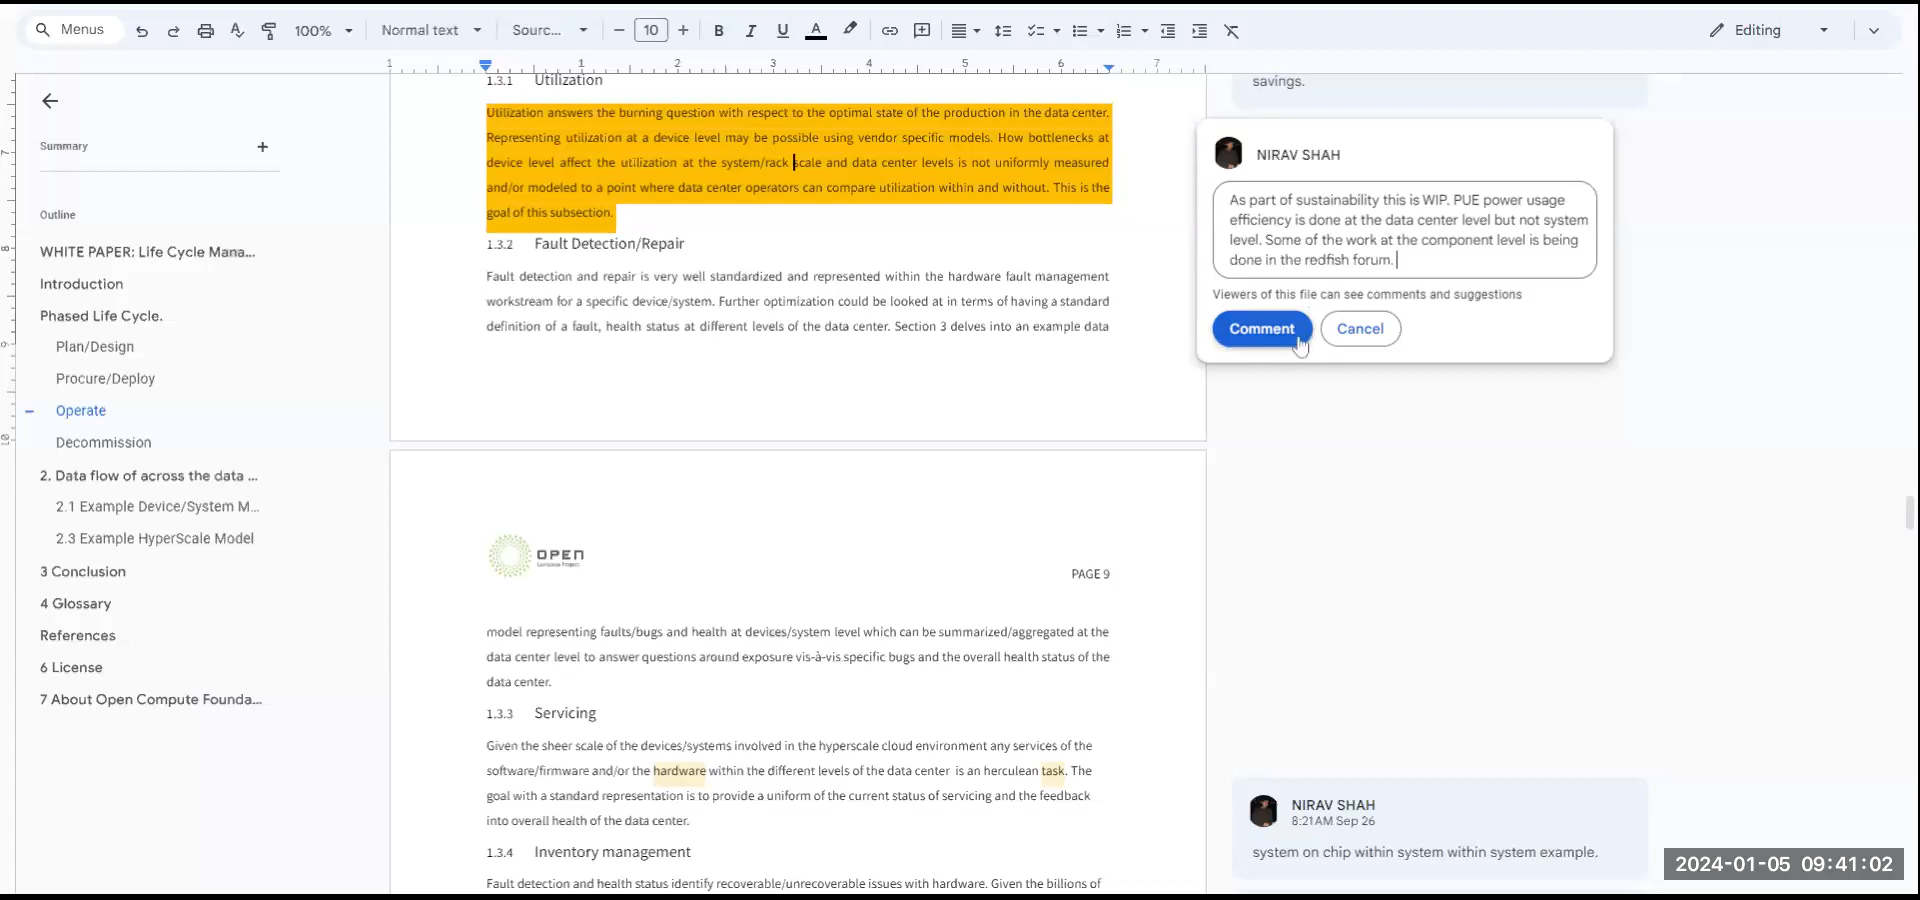 Menus
100%
Normal text
Sourc...
10
B
I
U
A
Editing
1 1 2 3 4 5 6 7
7
8
9
10
Summary
+
Outline
WHITE PAPER: Life Cycle Mana...
Introduction
Phased Life Cycle.
Plan/Design
Procure/Deploy
Operate
Decommission
2. Data flow of across the data ...
2.1 Example Device/System M...
2.3 Example HyperScale Model
3 Conclusion
4 Glossary
References
6 License
7 About Open Compute Founda...
1.3.1 Utilization
Utilization answers the burning question with respect to the optimal state of the production in the data center.
Representing utilization at a device level may be possible using vendor specific models. How bottlenecks at
device level affect the utilization at the system/rack scale and data center levels is not uniformly measured
and/or modeled to a point where data center operators can compare utilization within and without. This is the
goal of this subsection.
1.3.2 Fault Detection/Repair
Fault detection and repair is very well standardized and represented within the hardware fault management
workstream for a specific device/system. Further optimization could be looked at in terms of having a standard
definition of a fault, health status at different levels of the data center. Section 3 delves into an example data
OPEN
Compute Project
PAGE 9
model representing faults/bugs and health at devices/system level which can be summarized/aggregated at the
data center level to answer questions around exposure vis-à-vis specific bugs and the overall health status of the
data center.
1.3.3 Servicing
Given the sheer scale of the devices/systems involved in the hyperscale cloud environment any services of the
software/firmware and/or the hardware within the different levels of the data center is an herculean task. The
goal with a standard representation is to provide a uniform of the current status of servicing and the feedback
into overall health of the data center.
1.3.4 Inventory management
Fault detection and health status identify recoverable/unrecoverable issues with hardware. Given the billions of
savings.
NIRAV SHAH
As part of sustainability this is WIP. PUE power usage
efficiency is done at the data center level but not system
level. Some of the work at the component level is being
done in the redfish forum.
Viewers of this file can see comments and suggestions
Comment
Cancel
NIRAV SHAH
8:21 AM Sep 26
system on chip within system within system example.
2024-01-05 09:41:02